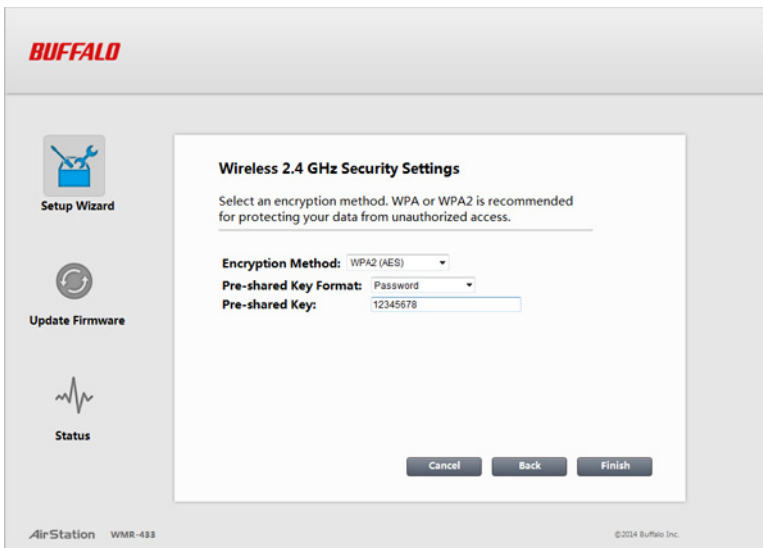 BUFFALO
Setup Wizard
Update Firmware
Status
Wireless 2.4 GHz Security Settings
Select an encryption method. WPA or WPA2 is recommended
for protecting your data from unauthorized access.
Encryption Method: WPA2 (AES)
Pre-shared Key Format: Password
Pre-shared Key: 12345678
Cancel Back Finish
AirStation WMR-433 ©2014 Buffalo Inc.